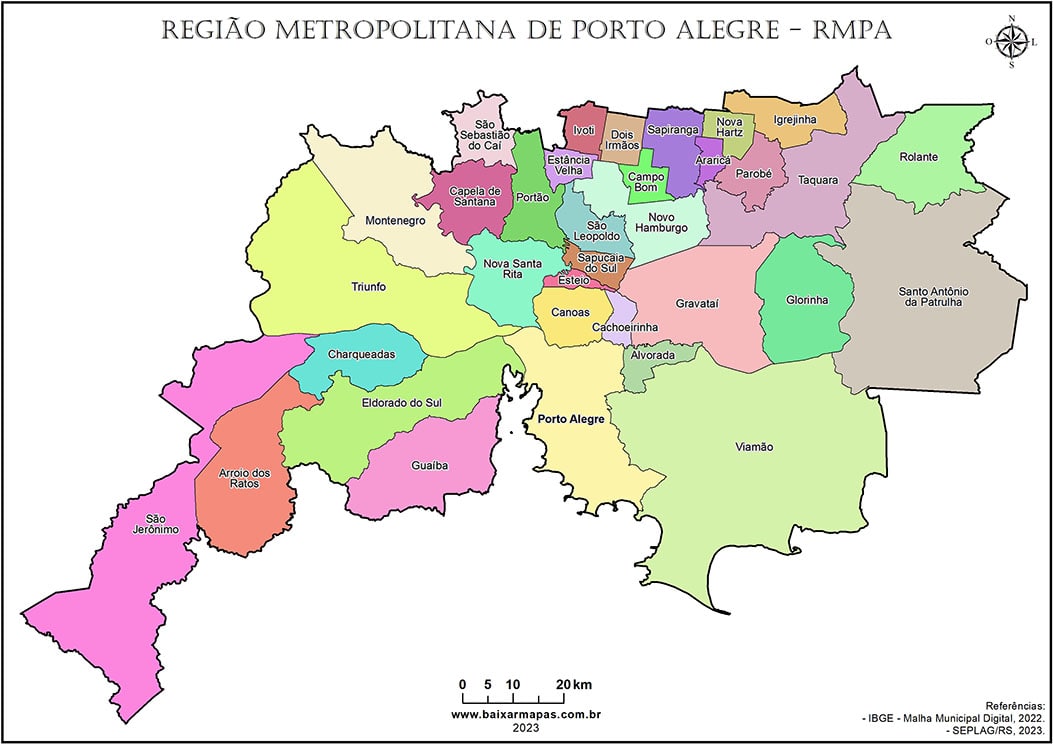 REGIÃO METROPOLITANA DE PORTO ALEGRE – RMPA
N
O
L
S
São
Sebastião
do Caí
Ivoti
Dois
Irmãos
Sapiranga
Nova
Hartz
Igrejinha
Estância
Velha
Araricá
Rolante
Campo
Bom
Parobé
Taquara
Capela de
Santana
Portão
Montenegro
Novo
Hamburgo
São
Leopoldo
Nova Santa
Rita
Sapucaia
do Sul
Esteio
Triunfo
Santo Antônio
da Patrulha
Gravataí
Glorinha
Canoas
Cachoeirinha
Charqueadas
Alvorada
Eldorado do Sul
Porto Alegre
Viamão
Guaíba
Arroio dos
Ratos
São
Jerônimo
0 5 10 20 km
www.baixarmapas.com.br
2023
Referências:
- IBGE - Malha Municipal Digital, 2022.
- SEPLAG/RS, 2023.